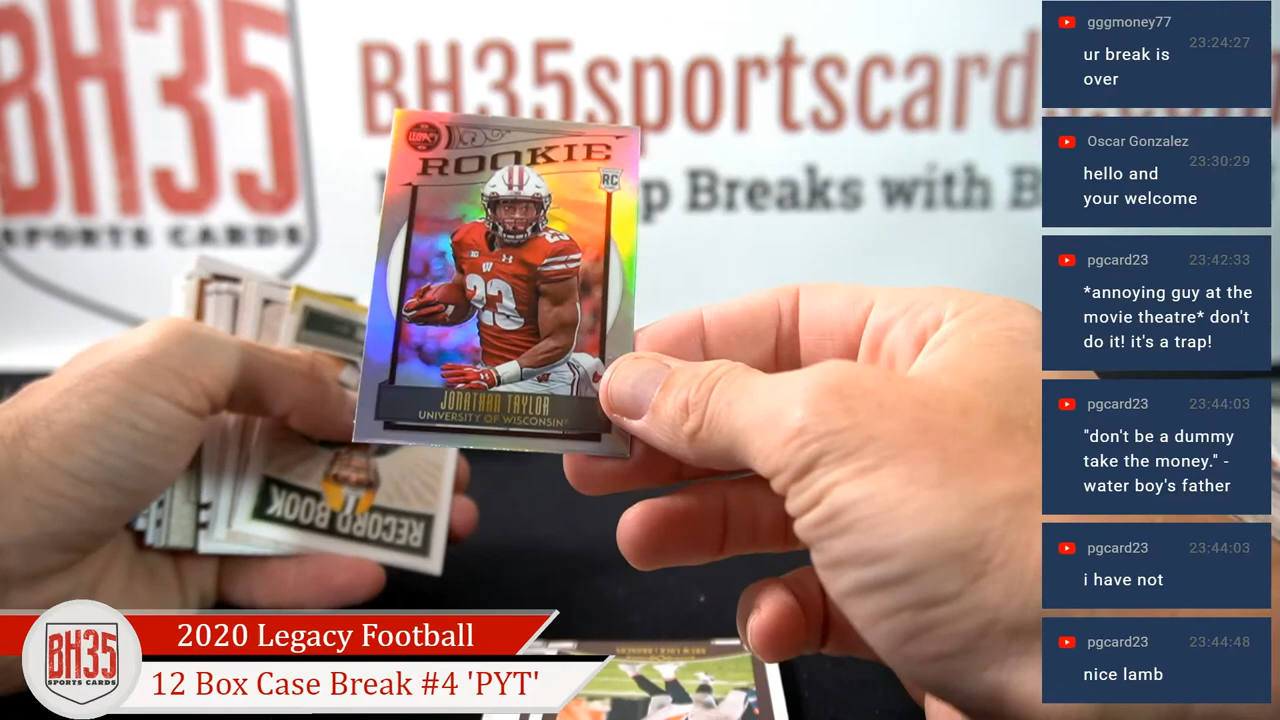 BH35
SPORTS CARDS
BH35sportscard
p Breaks with B
LEGACY
ROOKIE
RC
23
W
23
JONATHAN TAYLOR
UNIVERSITY OF WISCONSIN
RECORD BOOK
BH35
SPORTS CARDS
2020 Legacy Football
12 Box Case Break #4 'PYT'
gggmoney77
23:24:27
ur break is
over
Oscar Gonzalez
23:30:29
hello and
your welcome
pgcard23 23:42:33
*annoying guy at the
movie theatre* don't
do it! it's a trap!
pgcard23 23:44:03
"don't be a dummy
take the money." -
water boy's father
pgcard23 23:44:03
i have not
pgcard23 23:44:48
nice lamb